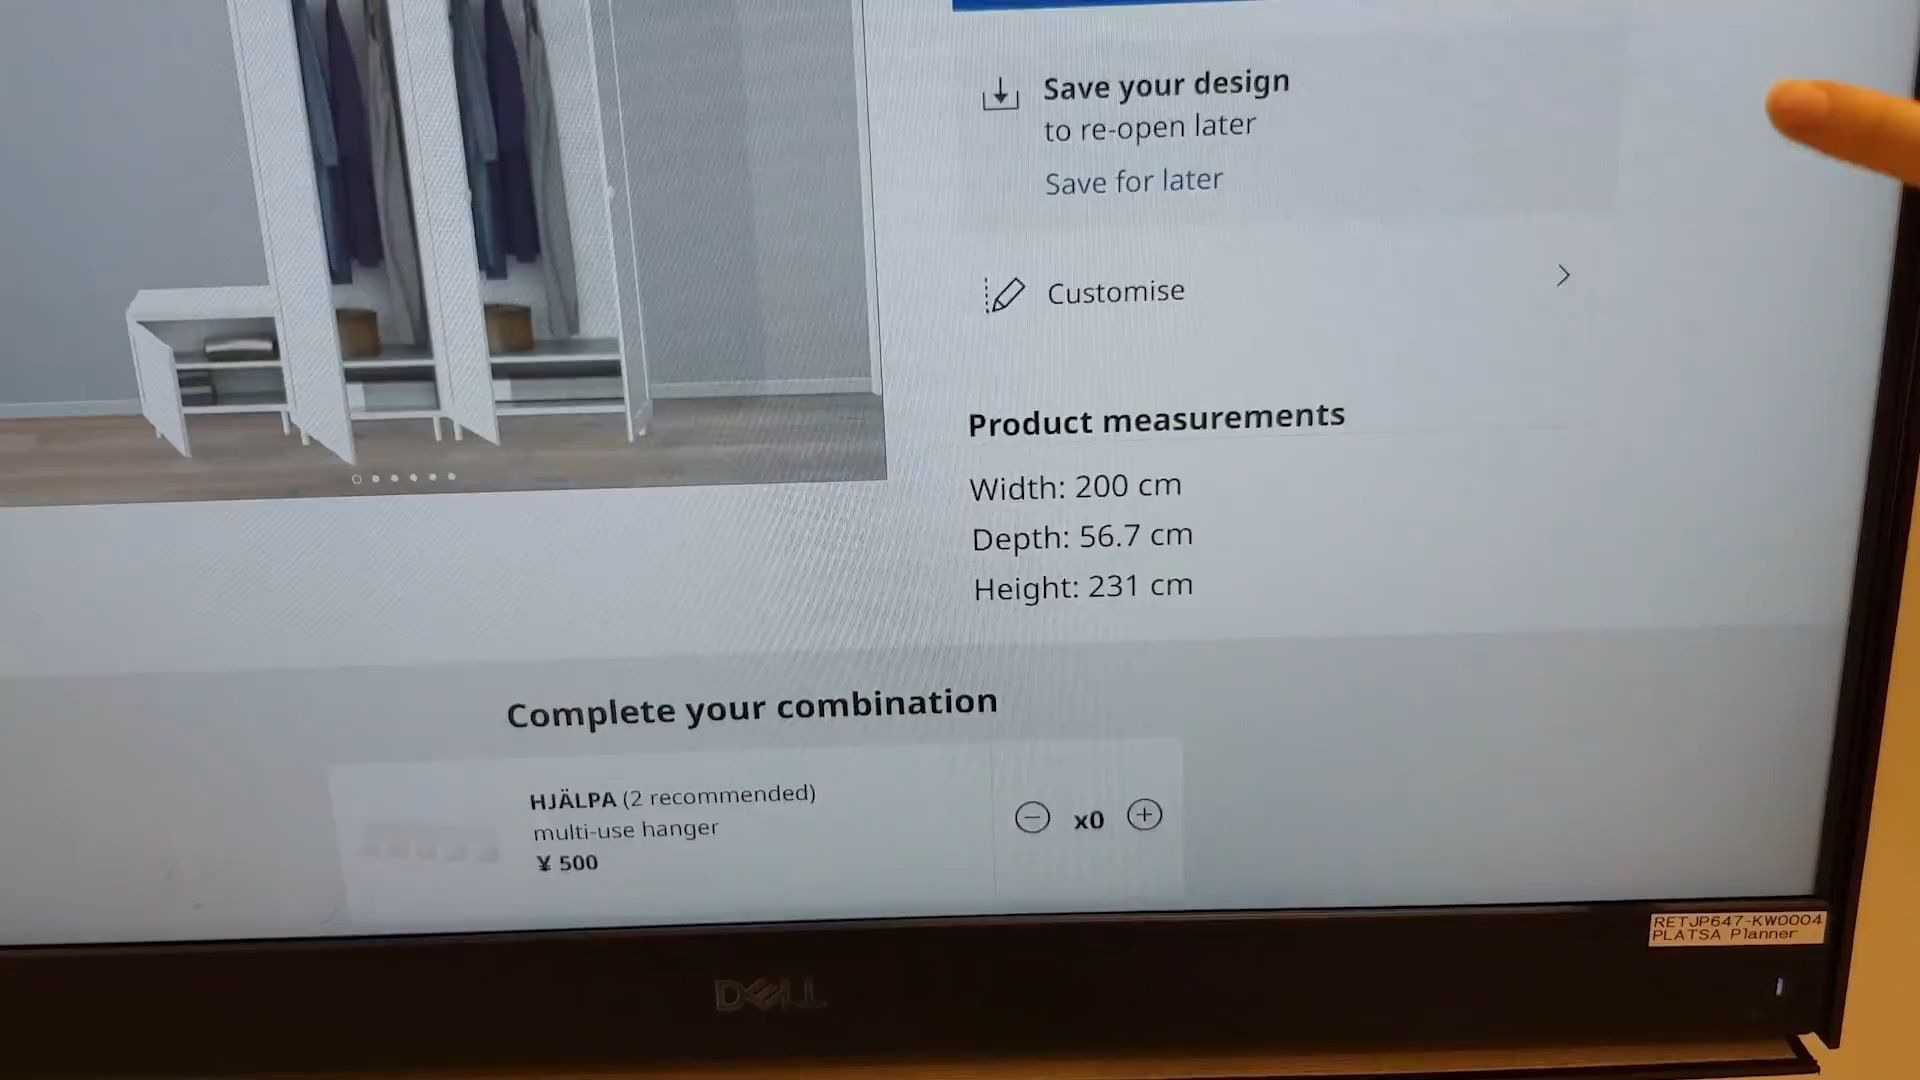 Save your design
to re-open later
Save for later
Customise
Product measurements
Width: 200 cm
Depth: 56.7 cm
Height: 231 cm
Complete your combination
HJÄLPA (2 recommended)
multi-use hanger
¥ 500
x0
RETJP647-KW0004
PLATSA Planner
DELL